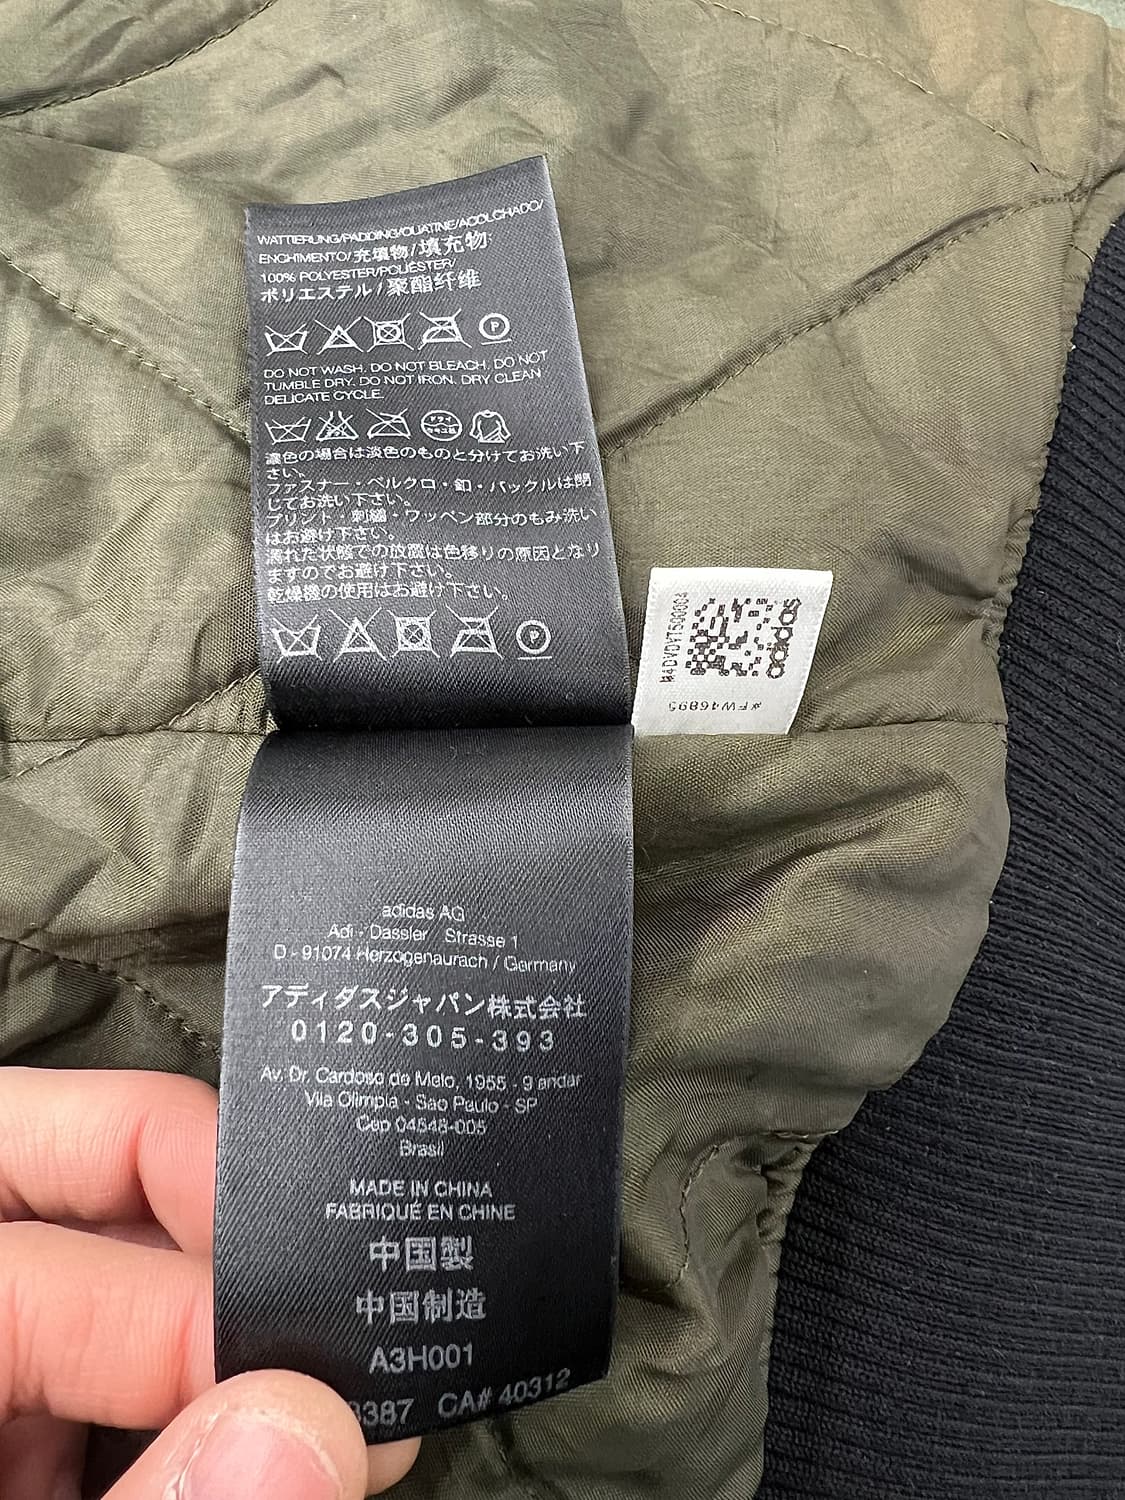 WATTIERUNG/PADDING/OUATINE/ACOLCHADO/
ENCHIMENTO/充填物/填充物:
100% POLYESTER/POLIÉSTER/
ポリエステル/聚酯纤维
P
DO NOT WASH. DO NOT BLEACH. DO NOT
TUMBLE DRY. DO NOT IRON. DRY CLEAN
DELICATE CYCLE.
ドライ
セキユ系
濃色の場合は淡色のものと分けてお洗い下
さい。
ファスナー・ベルクロ・釦・バックルは閉
じてお洗い下さい。
プリント・刺繍・ワッペン部分のもみ洗い
はお避け下さい。
濡れた状態での放置は色移りの原因となり
ますのでお避け下さい。
乾燥機の使用はお避け下さい。
P
adidas
#FW46895
adidas AG
Adi - Dassler Strasse 1
D - 91074 Herzogenaurach / Germany
アディダスジャパン株式会社
0120-305-393
Av. Dr. Cardoso de Melo, 1955 - 9 andar
Vila Olimpia - Sao Paulo - SP
Cep 04548-005
Brasil
MADE IN CHINA
FABRIQUÉ EN CHINE
中国製
中国制造
A3H001
3387 CA# 40312